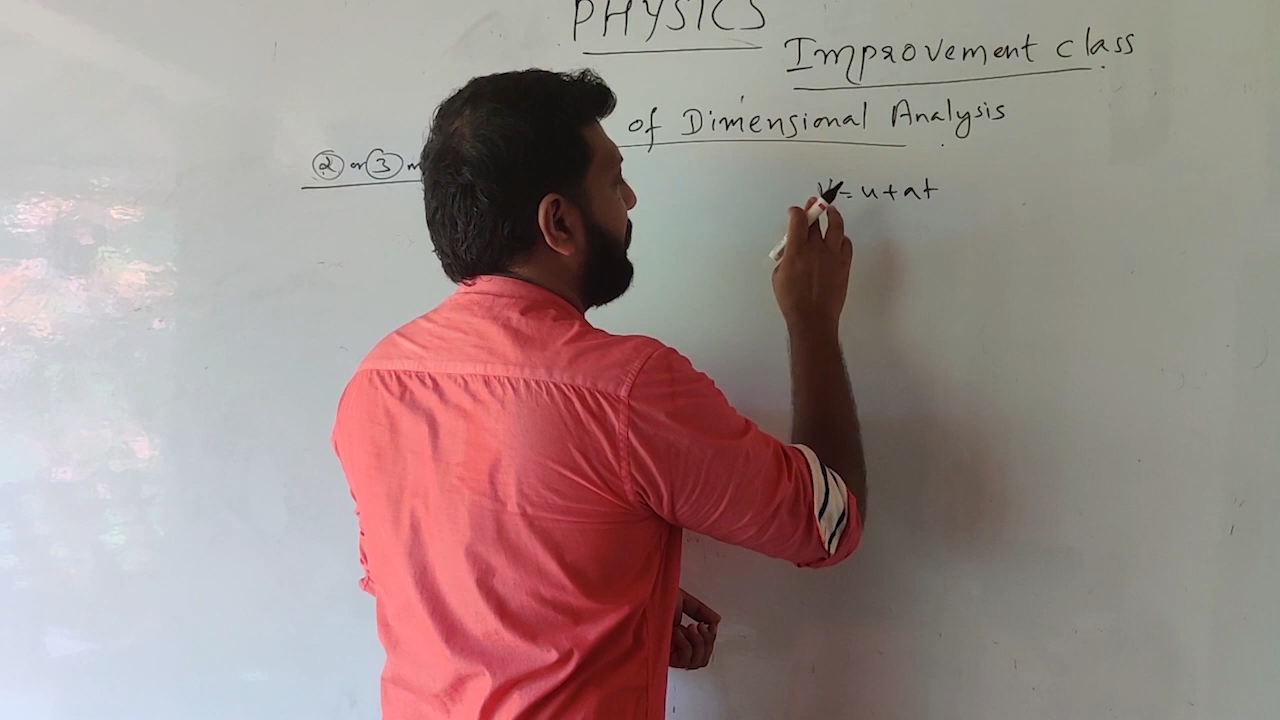 PHYSICS
Improvement class
of Dimensional Analysis
2 or 3 m
V = u + at